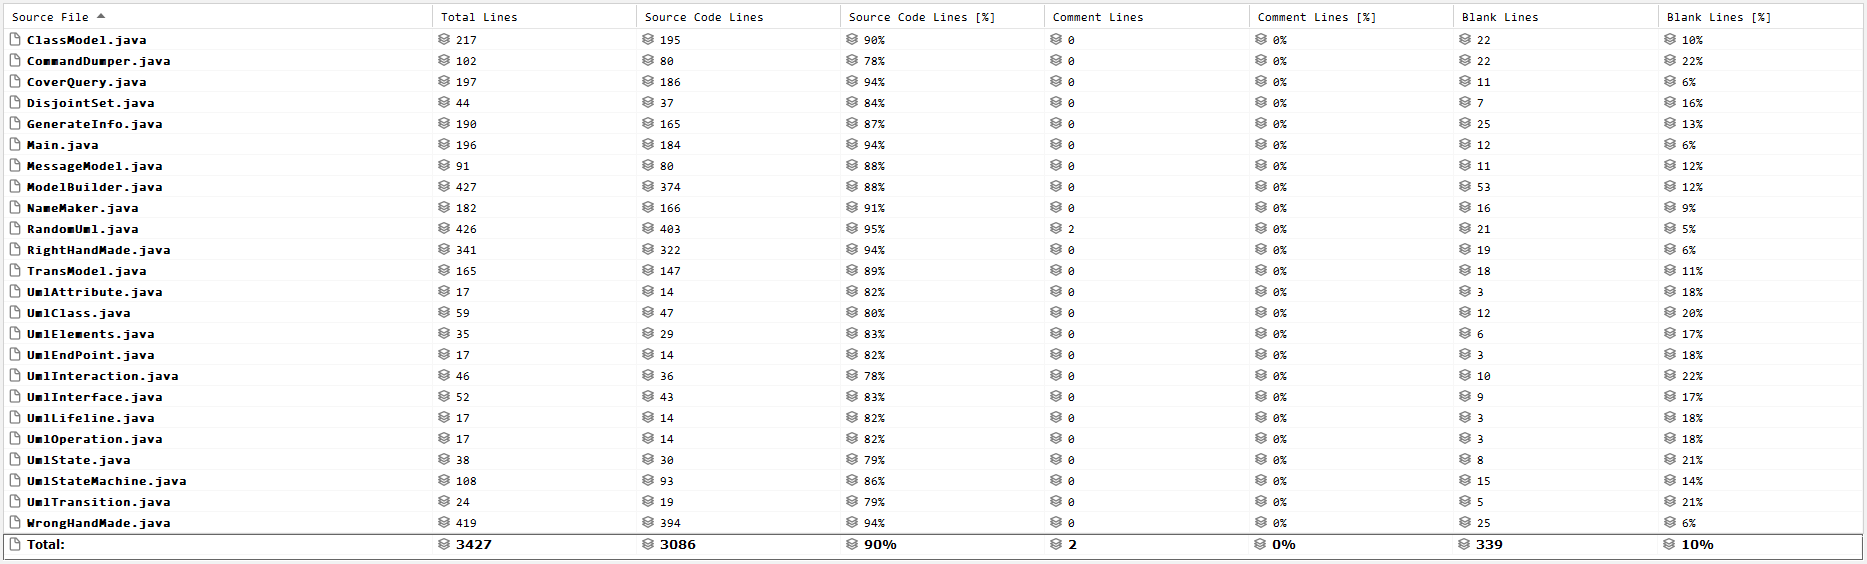 Source File Total Lines Source Code Lines Source Code Lines [%] Comment Lines Comment Lines [%] Blank Lines Blank Lines [%]
ClassModel.java 217 195 90% 0 0% 22 10%
CommandDumper.java 102 80 78% 0 0% 22 22%
CoverQuery.java 197 186 94% 0 0% 11 6%
DisjointSet.java 44 37 84% 0 0% 7 16%
GenerateInfo.java 190 165 87% 0 0% 25 13%
Main.java 196 184 94% 0 0% 12 6%
MessageModel.java 91 80 88% 0 0% 11 12%
ModelBuilder.java 427 374 88% 0 0% 53 12%
NameMaker.java 182 166 91% 0 0% 16 9%
RandomUml.java 426 403 95% 2 0% 21 5%
RightHandMade.java 341 322 94% 0 0% 19 6%
TransModel.java 165 147 89% 0 0% 18 11%
UmlAttribute.java 17 14 82% 0 0% 3 18%
UmlClass.java 59 47 80% 0 0% 12 20%
UmlElements.java 35 29 83% 0 0% 6 17%
UmlEndPoint.java 17 14 82% 0 0% 3 18%
UmlInteraction.java 46 36 78% 0 0% 10 22%
UmlInterface.java 52 43 83% 0 0% 9 17%
UmlLifeline.java 17 14 82% 0 0% 3 18%
UmlOperation.java 17 14 82% 0 0% 3 18%
UmlState.java 38 30 79% 0 0% 8 21%
UmlStateMachine.java 108 93 86% 0 0% 15 14%
UmlTransition.java 24 19 79% 0 0% 5 21%
WrongHandMade.java 419 394 94% 0 0% 25 6%
Total: 3427 3086 90% 2 0% 339 10%